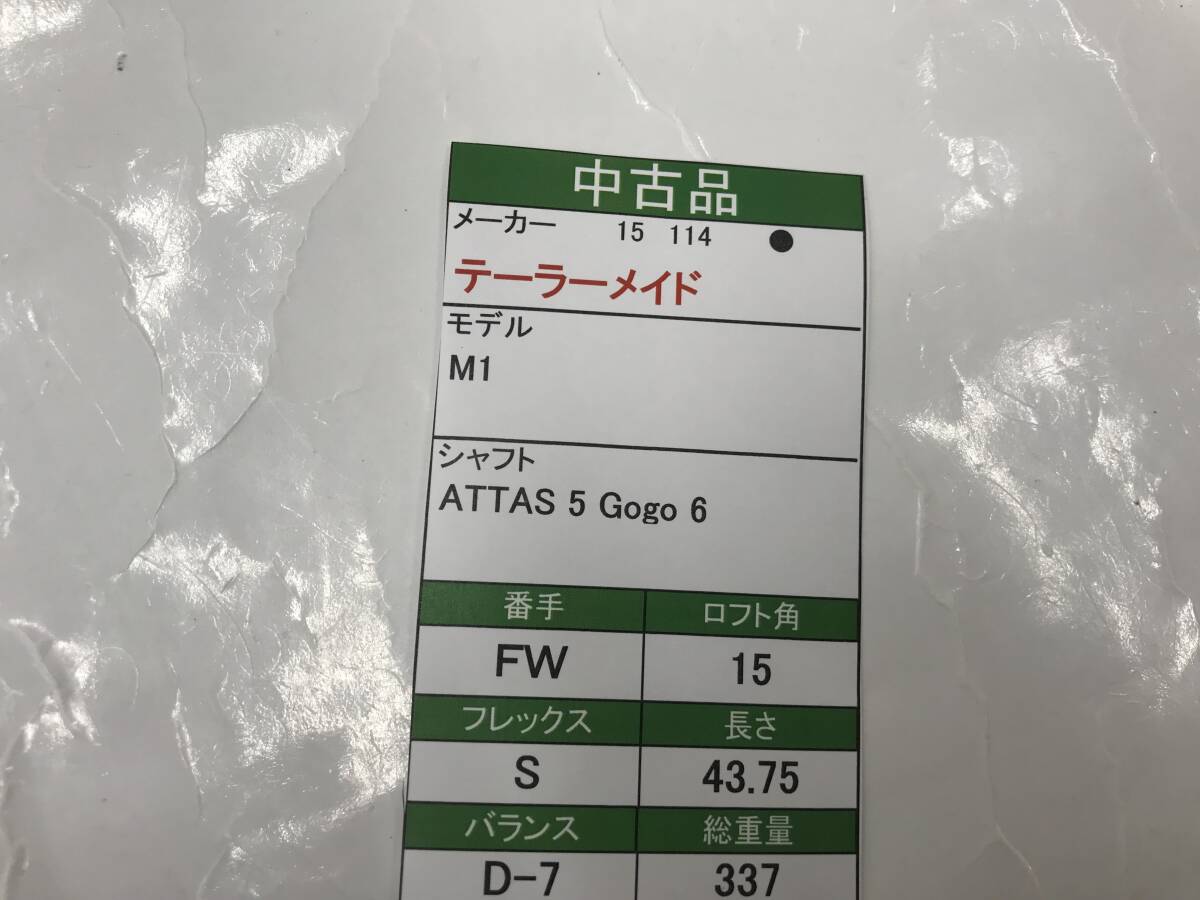 中古品
メーカー 15 114 ●
テーラーメイド
モデル
M1
シャフト
ATTAS 5 Gogo 6
番手 ロフト角
FW 15
フレックス 長さ
S 43.75
バランス 総重量
D-7 337